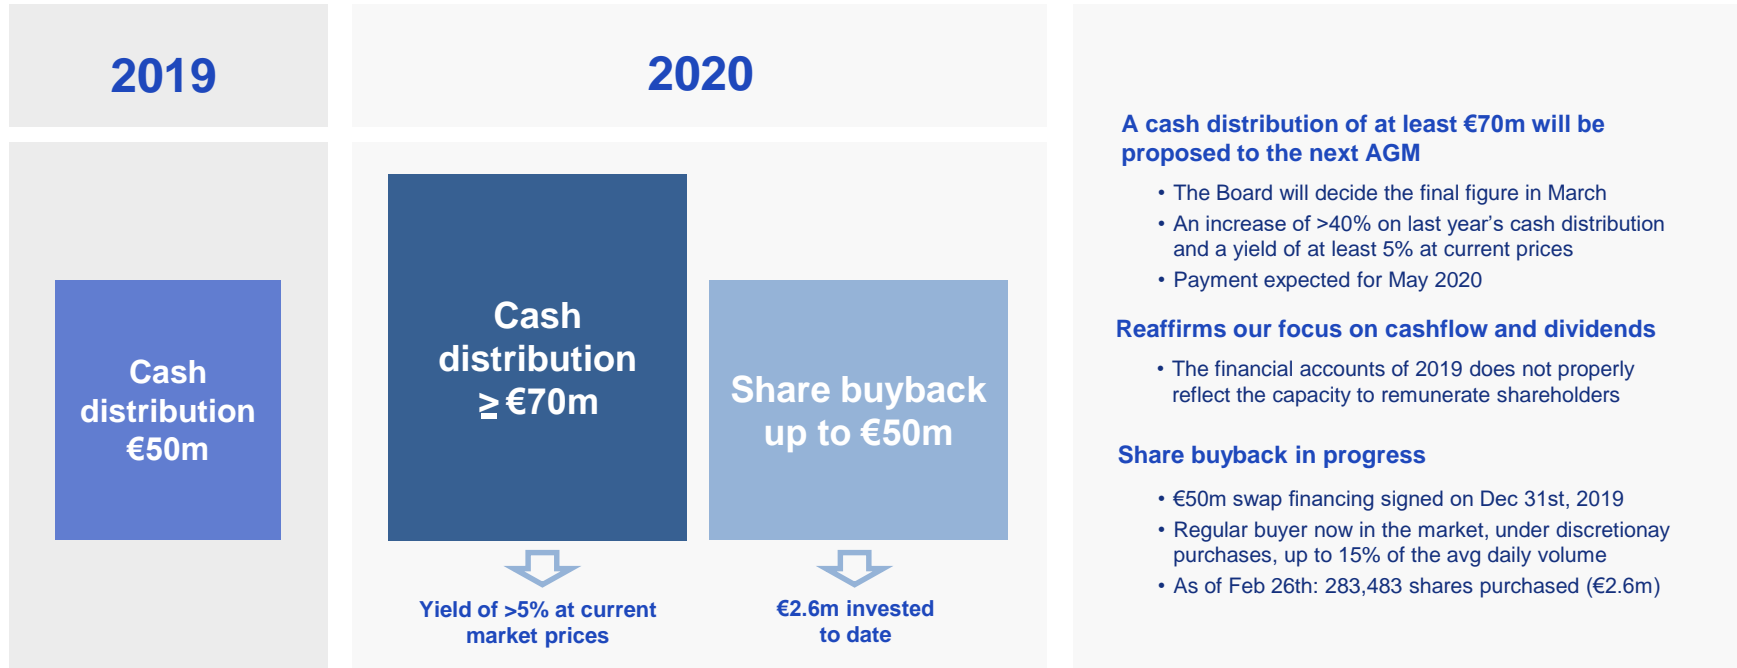 2019
Cash
distribution
€50m
2020
Cash
distribution
≥ €70m
Yield of >5% at current
market prices
Share buyback
up to €50m
€2.6m invested
to date
A cash distribution of at least €70m will be
proposed to the next AGM
• The Board will decide the final figure in March
• An increase of >40% on last year's cash distribution
and a yield of at least 5% at current prices
• Payment expected for May 2020
Reaffirms our focus on cashflow and dividends
• The financial accounts of 2019 does not properly
reflect the capacity to remunerate shareholders
Share buyback in progress
• €50m swap financing signed on Dec 31st, 2019
• Regular buyer now in the market, under discretionay
purchases, up to 15% of the avg daily volume
• As of Feb 26th: 283,483 shares purchased (€2.6m)